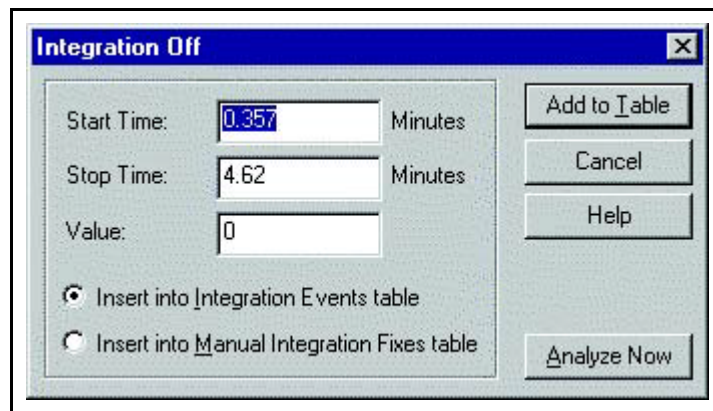 Integration Off
Start Time: 0.357 Minutes
Add to Table
Stop Time: 4.62 Minutes
Cancel
Value: 0
Help
Insert into Integration Events table
Insert into Manual Integration Fixes table
Analyze Now